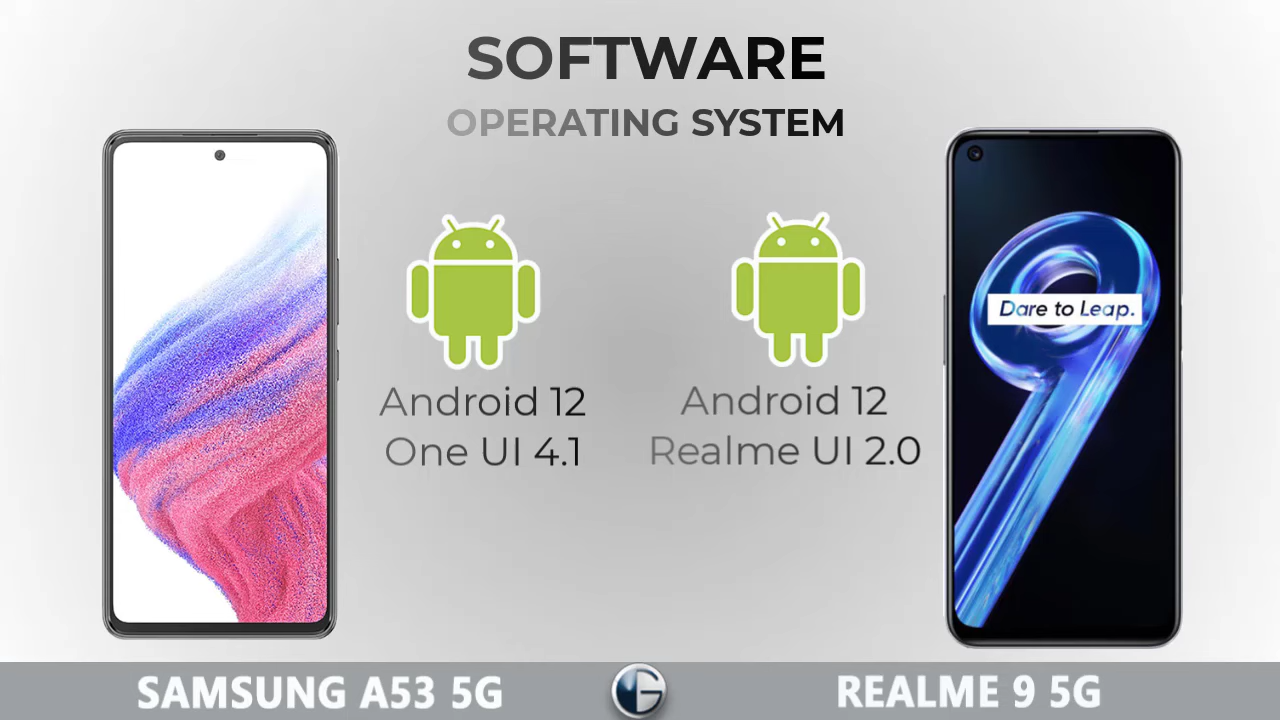 SOFTWARE
OPERATING SYSTEM
Android 12
One UI 4.1
Android 12
Realme UI 2.0
Dare to Leap.
SAMSUNG A53 5G
G
REALME 9 5G